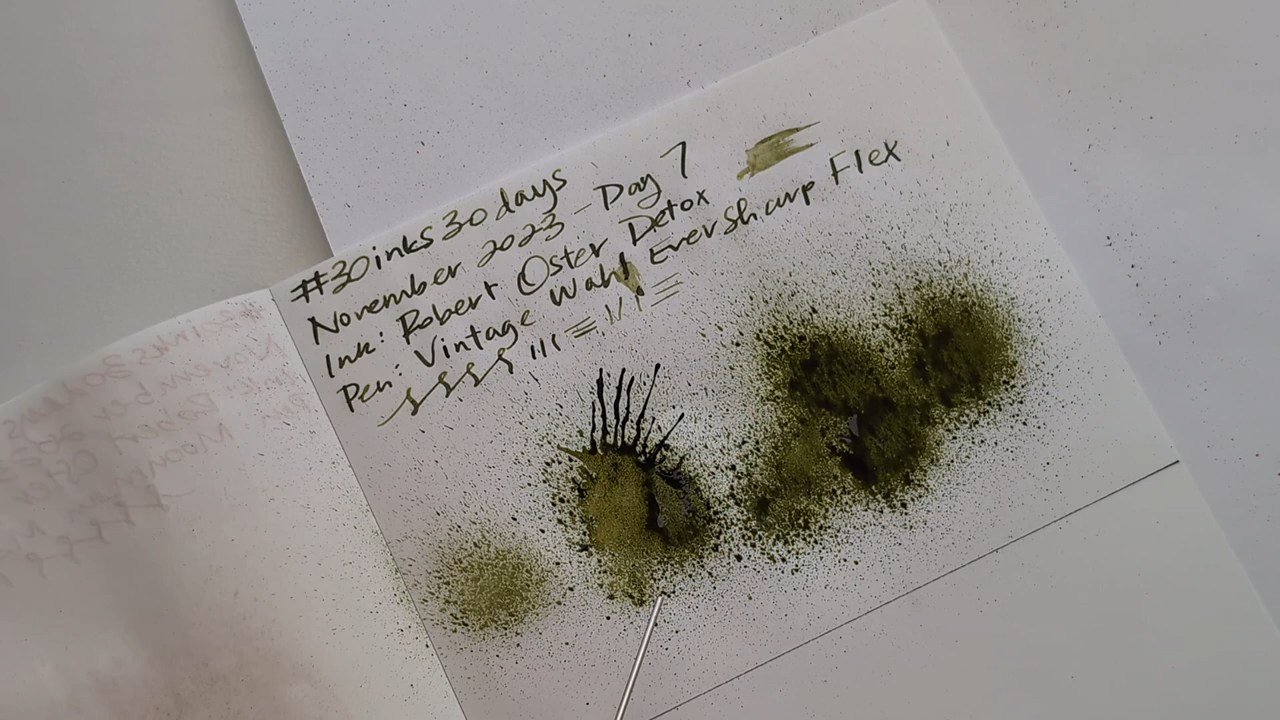 #30inks30days
November 2023 - Day 7
Ink: Robert Oster Detox
Pen: Vintage Wahl Eversharp Flex